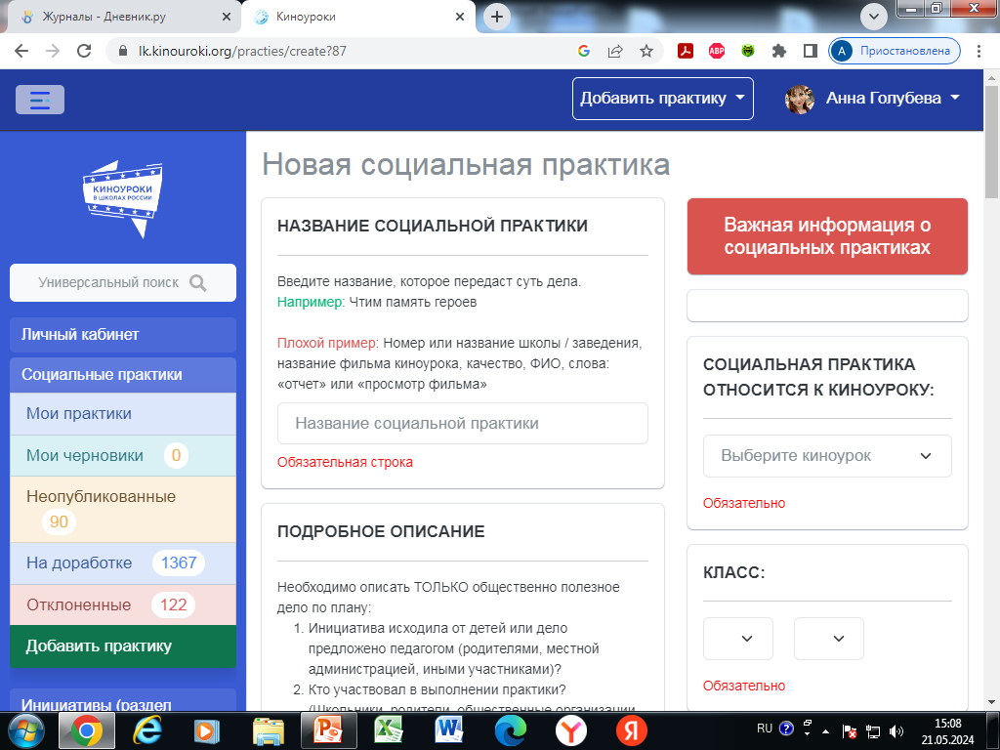 Журналы - Дневник.ру
Киноуроки
lk.kinouroki.org/practies/create?87
ABP
А
Приостановлена
Добавить практику
Анна Голубева
КИНОУРОКИ
В ШКОЛАХ РОССИИ
Универсальный поиск
Личный кабинет
Социальные практики
Мои практики
Мои черновики 0
Неопубликованные
90
На доработке 1367
Отклоненные 122
Добавить практику
Инициативы (раздел
Новая социальная практика
НАЗВАНИЕ СОЦИАЛЬНОЙ ПРАКТИКИ
Введите название, которое передаст суть дела.
Например: Чтим память героев
Плохой пример: Номер или название школы / заведения,
название фильма киноурока, качество, ФИО, слова:
«отчет» или «просмотр фильма»
Название социальной практики
Обязательная строка
ПОДРОБНОЕ ОПИСАНИЕ
Необходимо описать ТОЛЬКО общественно полезное
дело по плану:
1. Инициатива исходила от детей или дело
предложено педагогом (родителями, местной
администрацией, иными участниками)?
2. Кто участвовал в выполнении практики?
(Школьники, родители, общественные организации,
Важная информация о
социальных практиках
СОЦИАЛЬНАЯ ПРАКТИКА
ОТНОСИТСЯ К КИНОУРОКУ:
Выберите киноурок
Обязательно
КЛАСС:
Обязательно
RU
15:08
21.05.2024